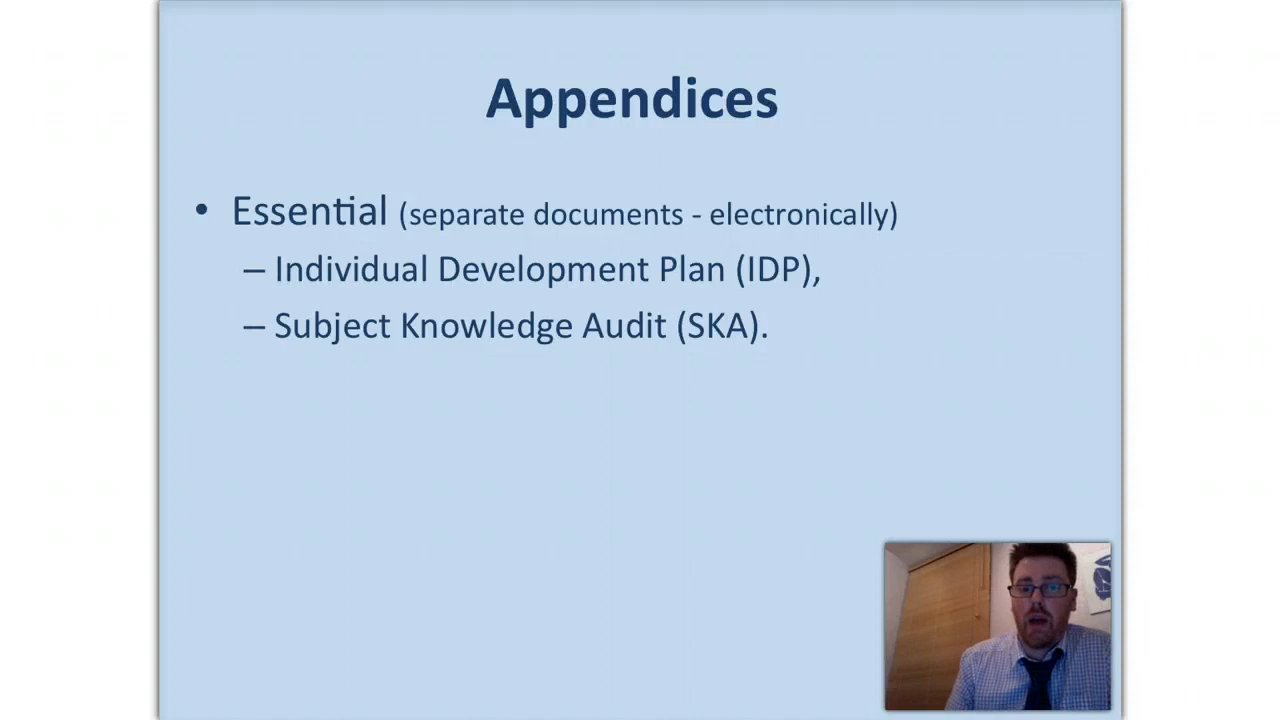 Appendices
• Essential (separate documents - electronically)
– Individual Development Plan (IDP),
– Subject Knowledge Audit (SKA).